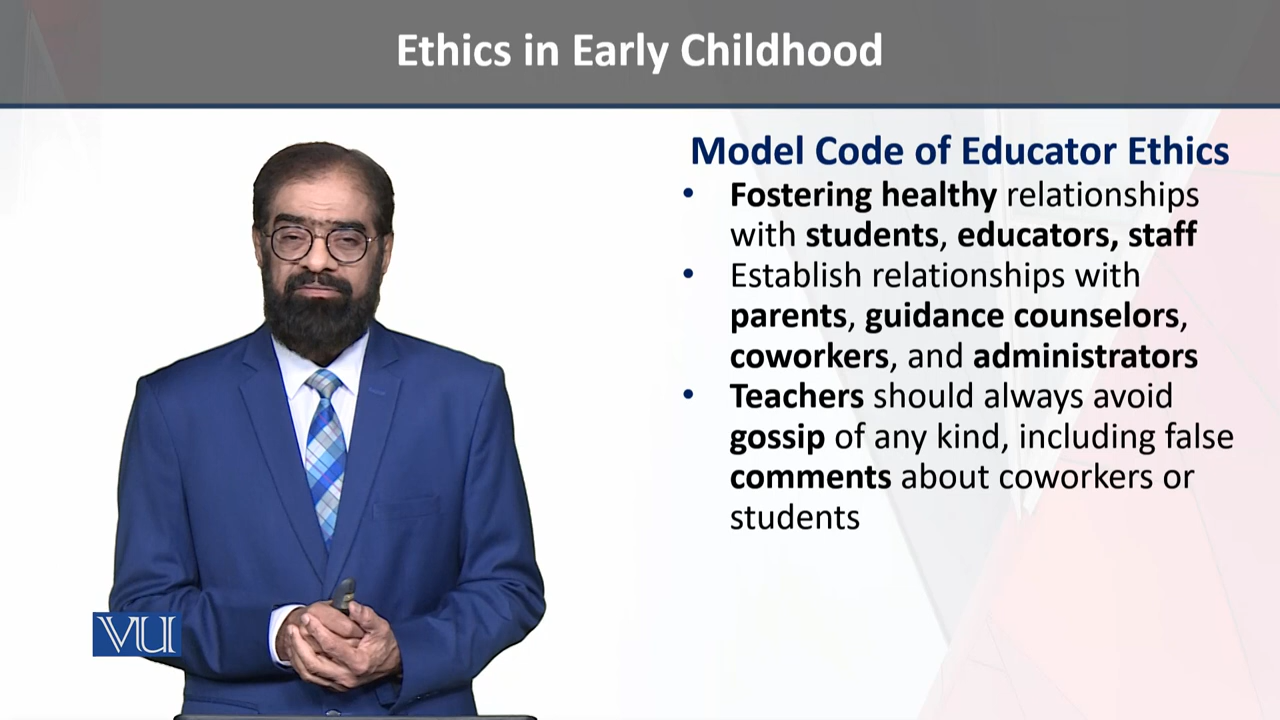 Ethics in Early Childhood
Model Code of Educator Ethics
• Fostering healthy relationships
with students, educators, staff
• Establish relationships with
parents, guidance counselors,
coworkers, and administrators
• Teachers should always avoid
gossip of any kind, including false
comments about coworkers or
students
VU